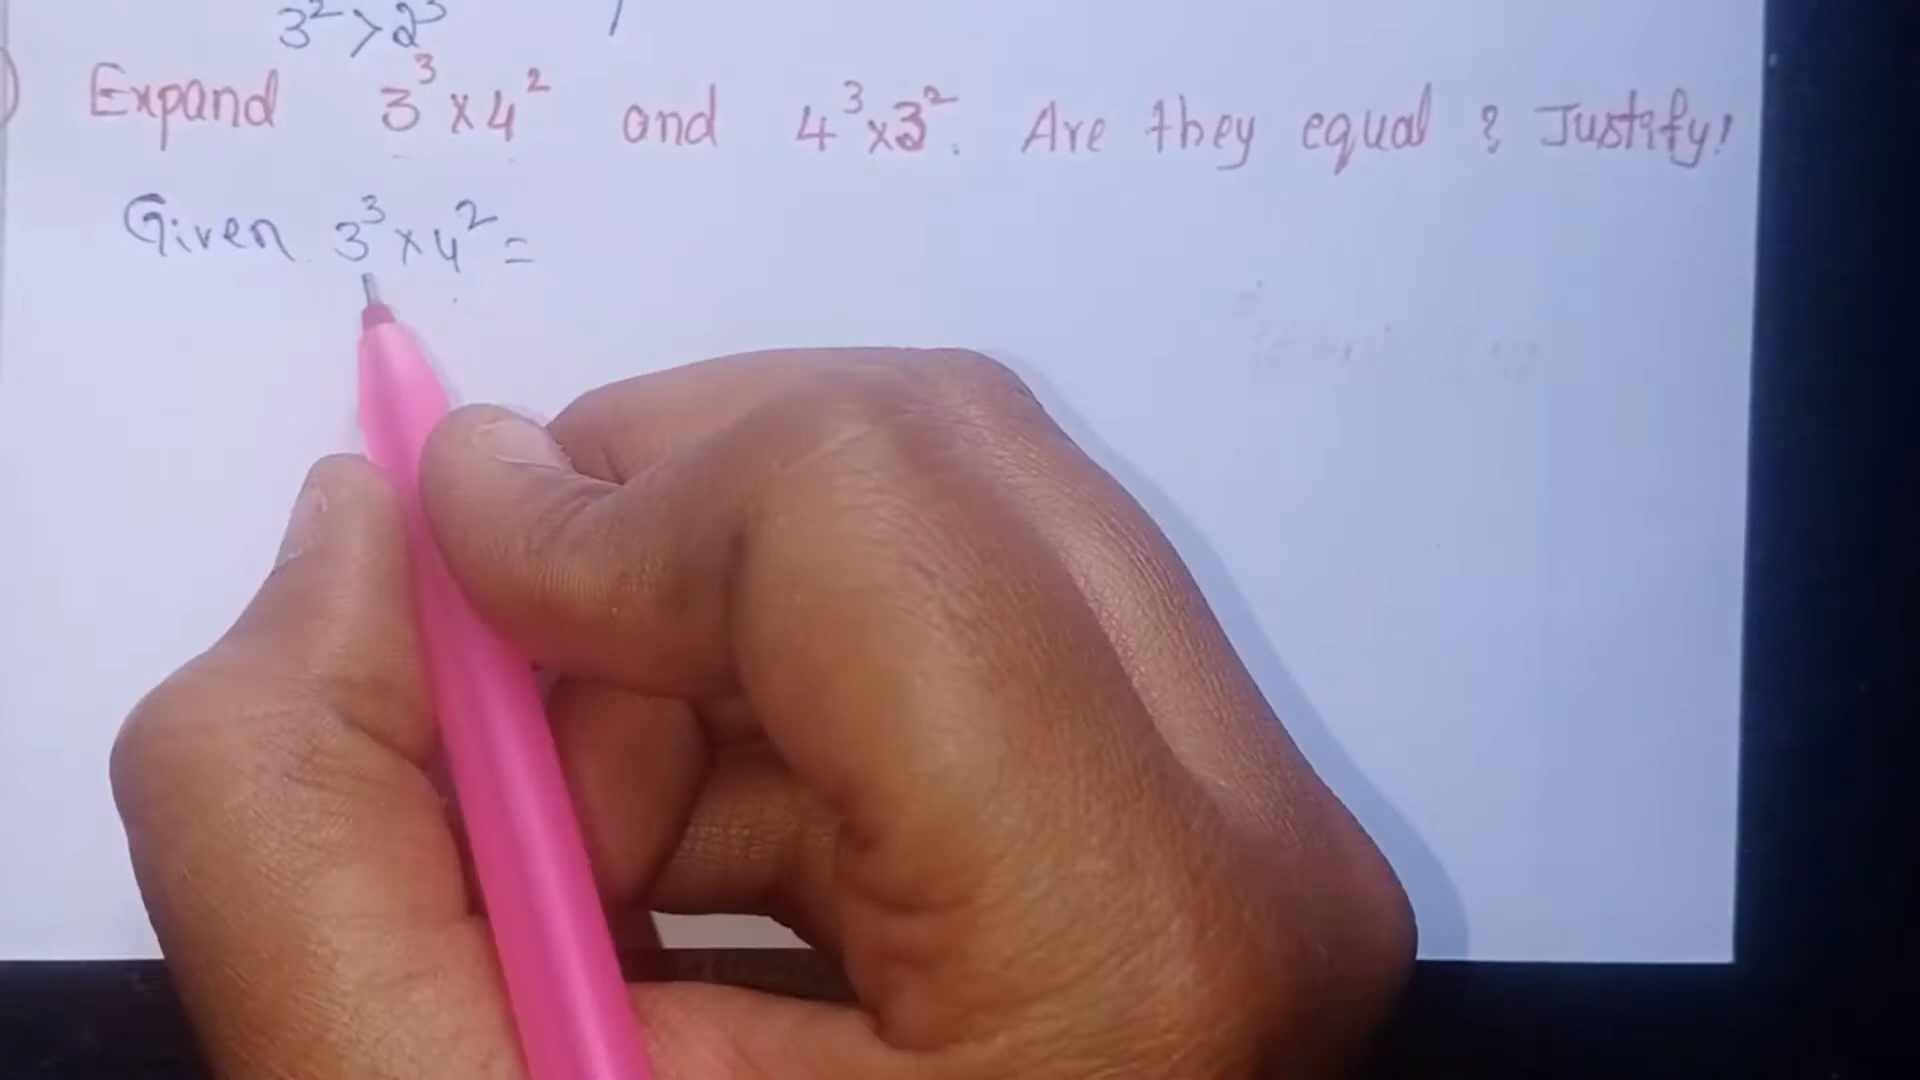 3² > 2³
) Expand 3³ × 4² and 4³ × 3². Are they equal ? Justify!
Given 3³ × 4² =